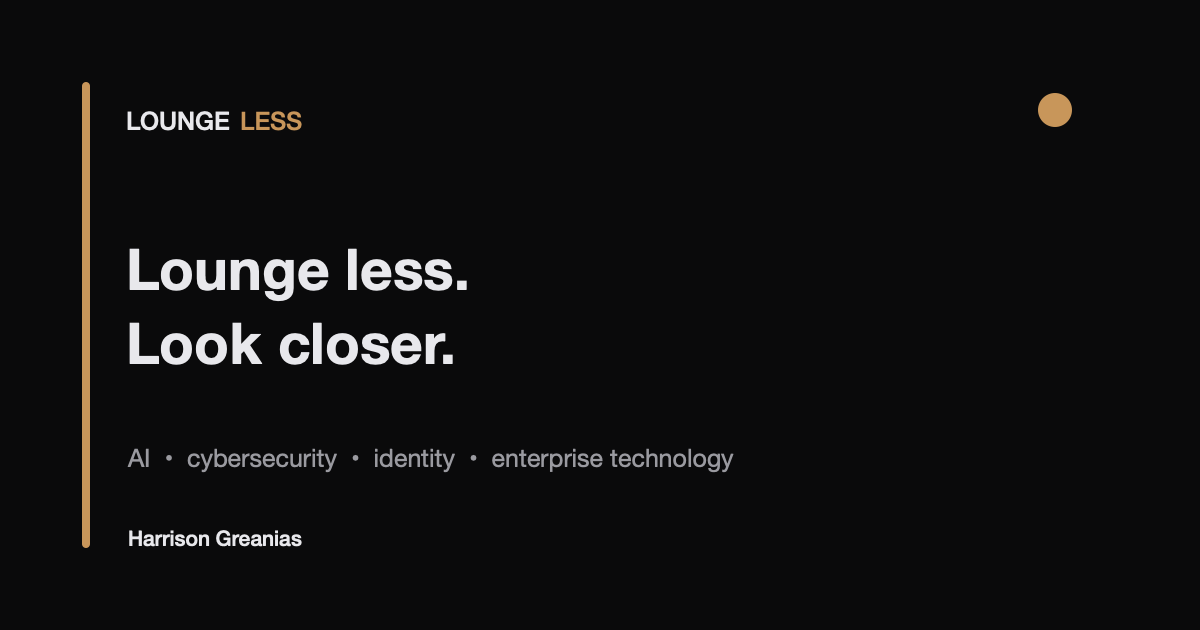 LOUNGE LESS
Lounge less.
Look closer.
AI • cybersecurity • identity • enterprise technology
Harrison Greanias